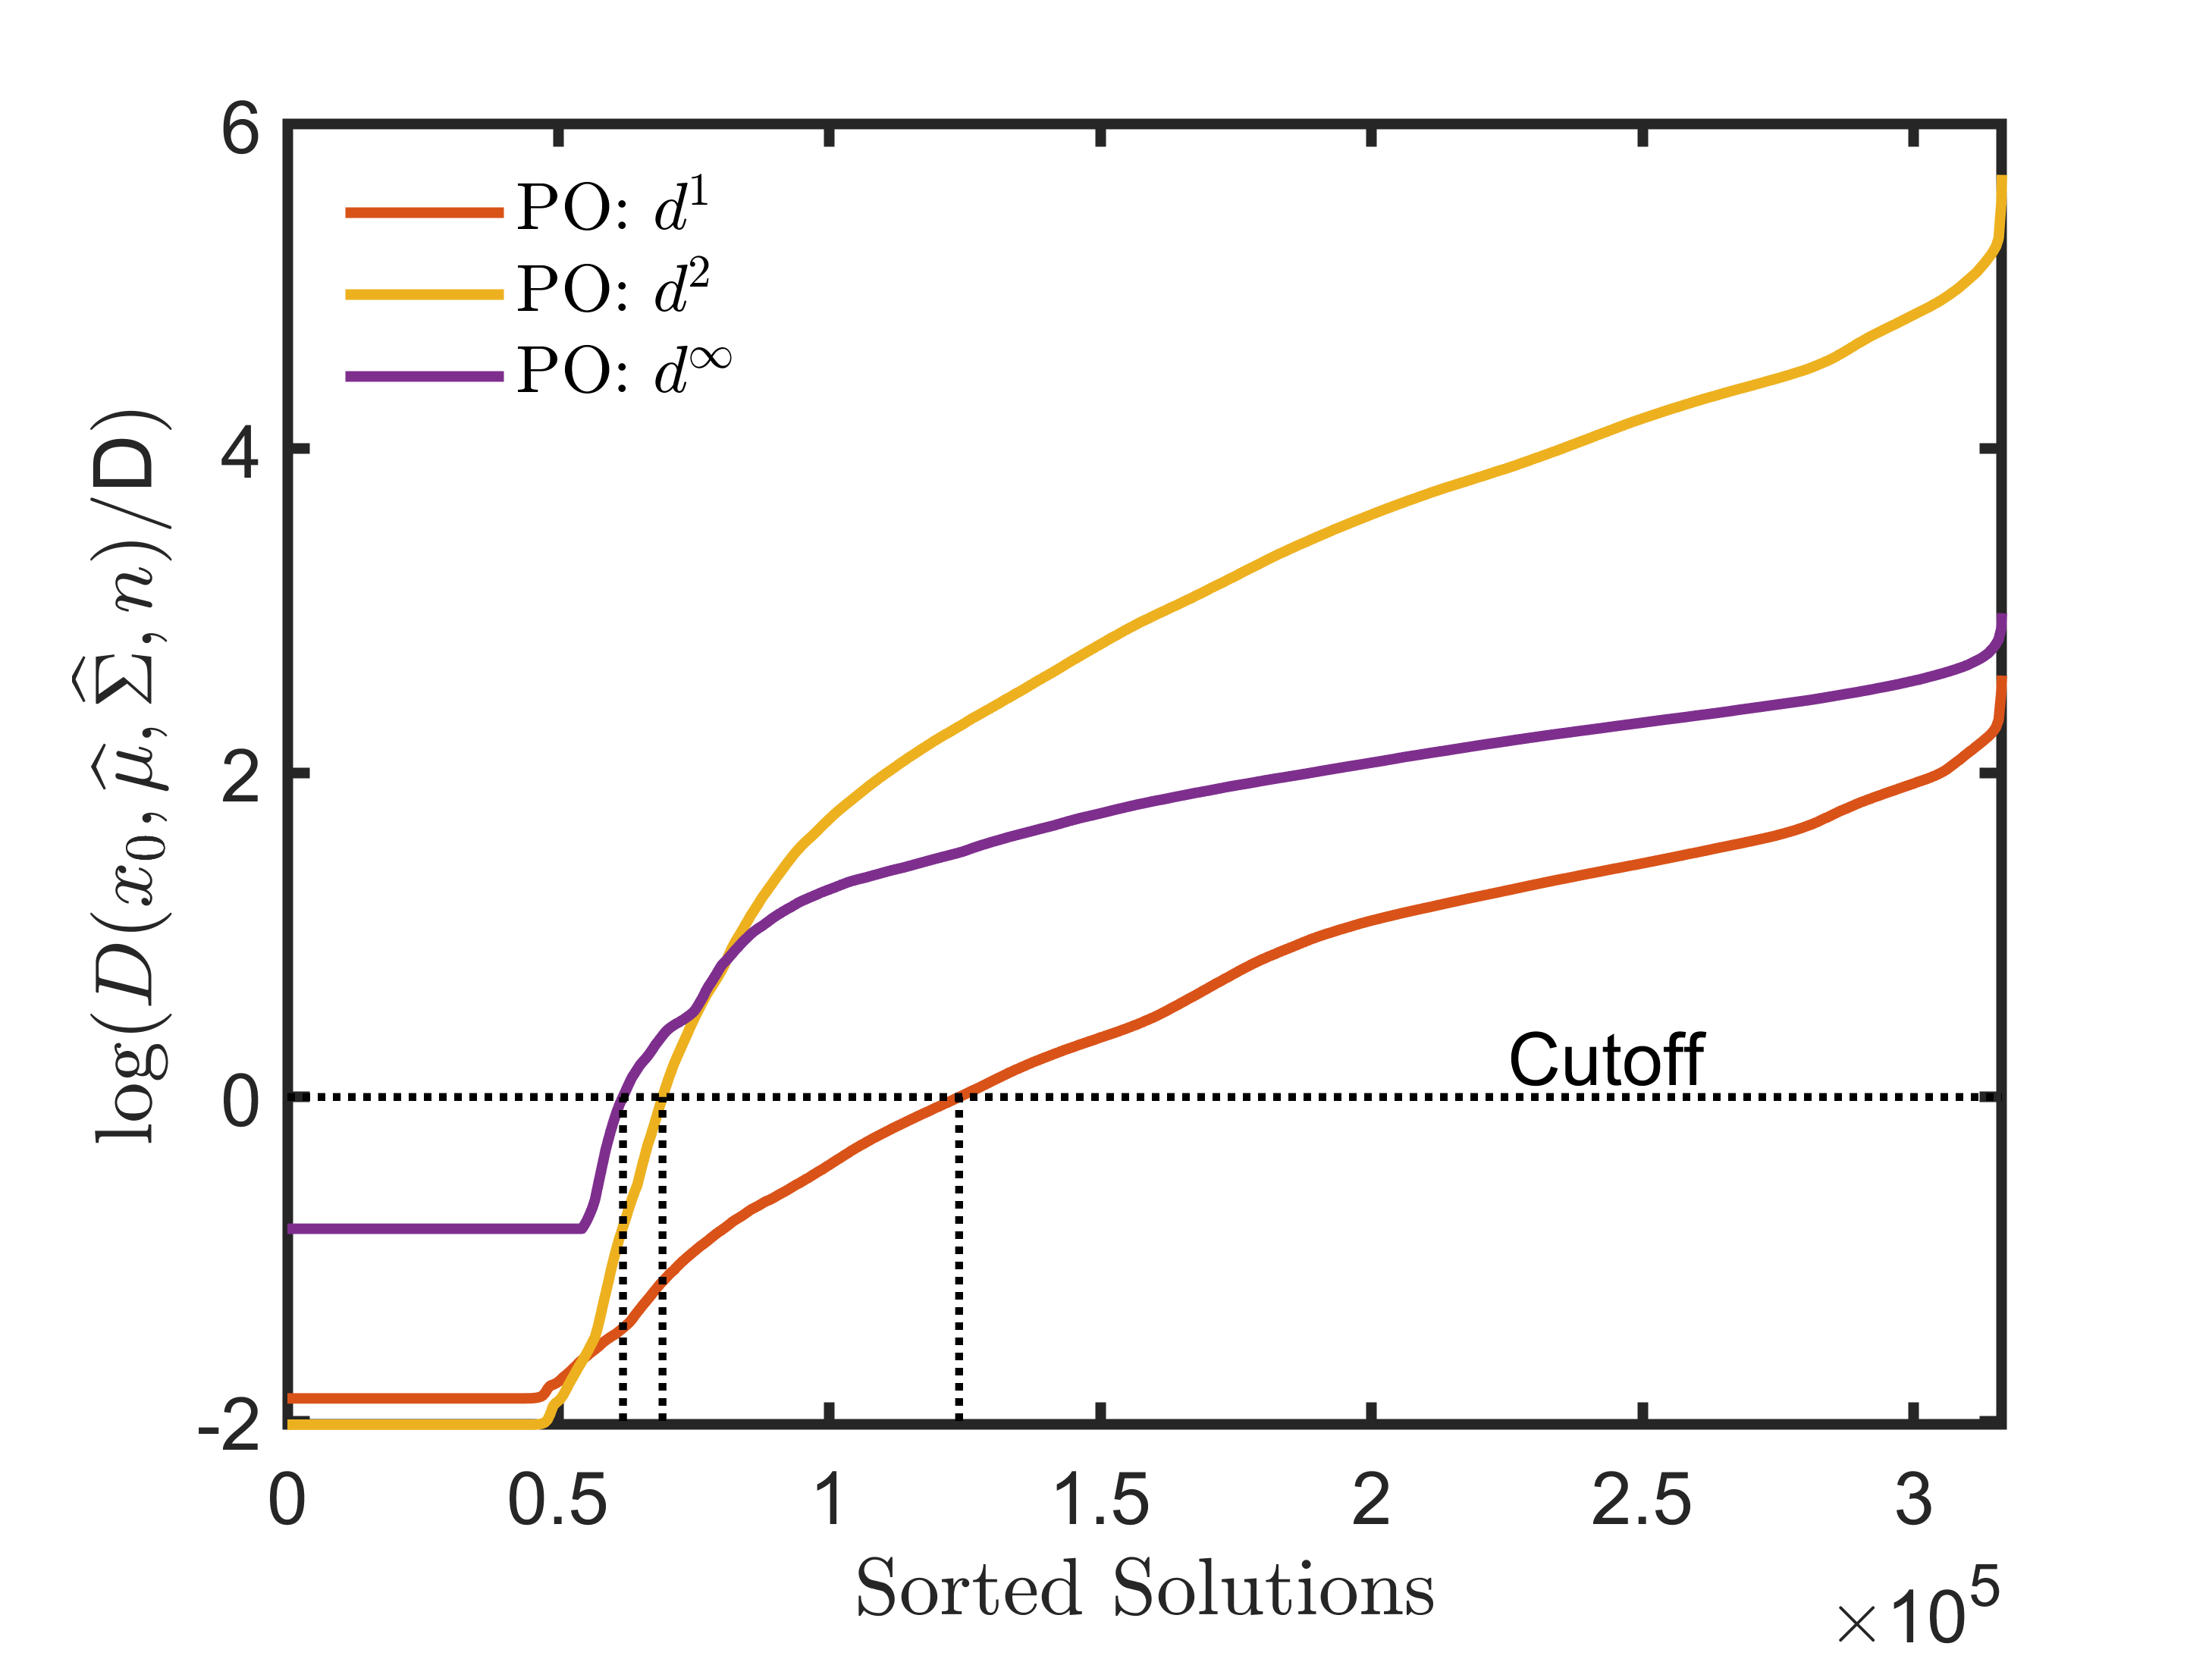 6
4
2
0
-2
log(D(x₀, μ̂, Σ̂, n)/D)
PO: d¹
PO: d²
PO: d^∞
Cutoff
0 0.5 1 1.5 2 2.5 3
Sorted Solutions
×10⁵